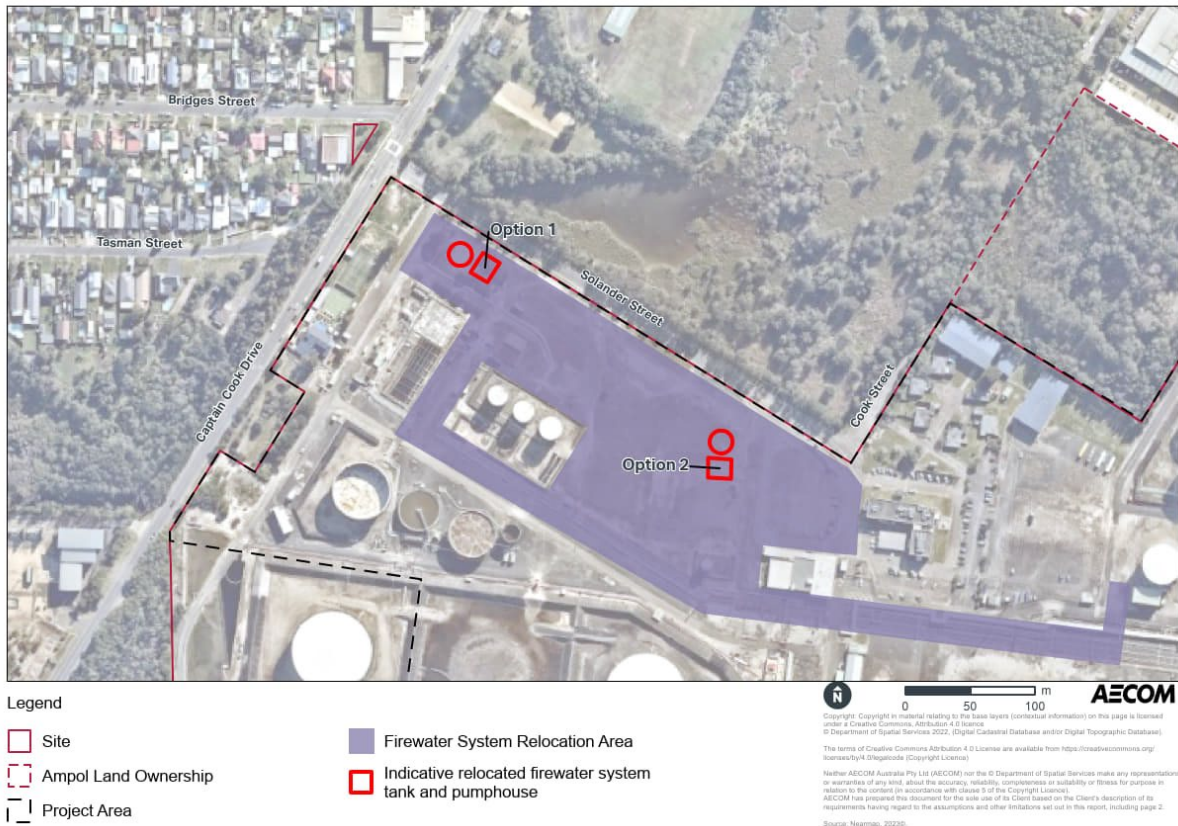 Bridges Street
Tasman Street
Captain Cook Drive
Option 1
Solander Street
Cook Street
Option 2
Legend
Site
Ampol Land Ownership
Project Area
Firewater System Relocation Area
Indicative relocated firewater system
tank and pumphouse
N
0 50 100 m
AECOM
Copyright: Copyright in material relating to the base layers (contextual information) on this page is licensed
under a Creative Commons, Attribution 4.0 licence
© Department of Spatial Services 2022, (Digital Cadastral Database and/or Digital Topographic Database).
The terms of Creative Commons Attribution 4.0 License are available from https://creativecommons.org/
licenses/by/4.0/legalcode (Copyright Licence)
Neither AECOM Australia Pty Ltd (AECOM) nor the © Department of Spatial Services make any representations
or warranties of any kind, about the accuracy, reliability, completeness or suitability or fitness for purpose in
relation to the content (in accordance with clause 5 of the Copyright Licence).
AECOM has prepared this document for the sole use of its Client based on the Client's description of its
requirements having regard to the assumptions and other limitations set out in this report, including page 2.
Source: Nearmap,